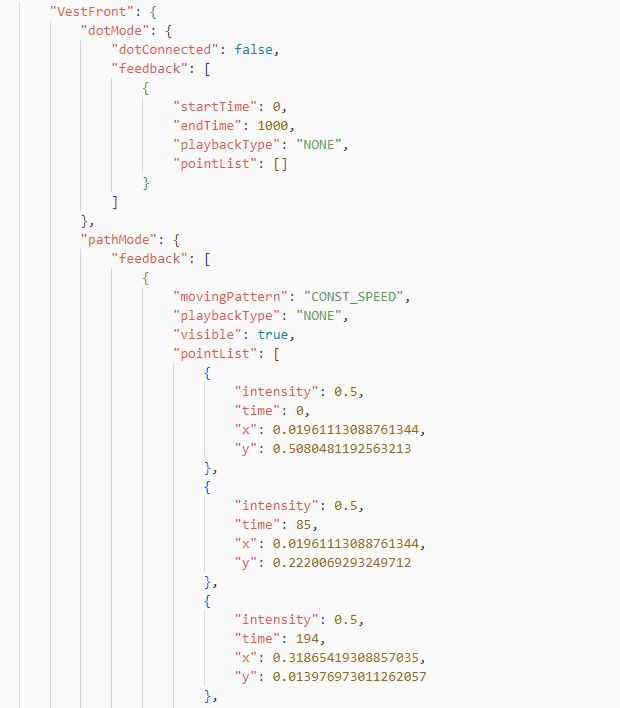 "VestFront": {
"dotMode": {
"dotConnected": false,
"feedback": [
{
"startTime": 0,
"endTime": 1000,
"playbackType": "NONE",
"pointList": []
}
]
},
"pathMode": {
"feedback": [
{
"movingPattern": "CONST_SPEED",
"playbackType": "NONE",
"visible": true,
"pointList": [
{
"intensity": 0.5,
"time": 0,
"x": 0.01961113088761344,
"y": 0.5080481192563213
},
{
"intensity": 0.5,
"time": 85,
"x": 0.01961113088761344,
"y": 0.2220069293249712
},
{
"intensity": 0.5,
"time": 194,
"x": 0.31865419308857035,
"y": 0.013976973011262057
},